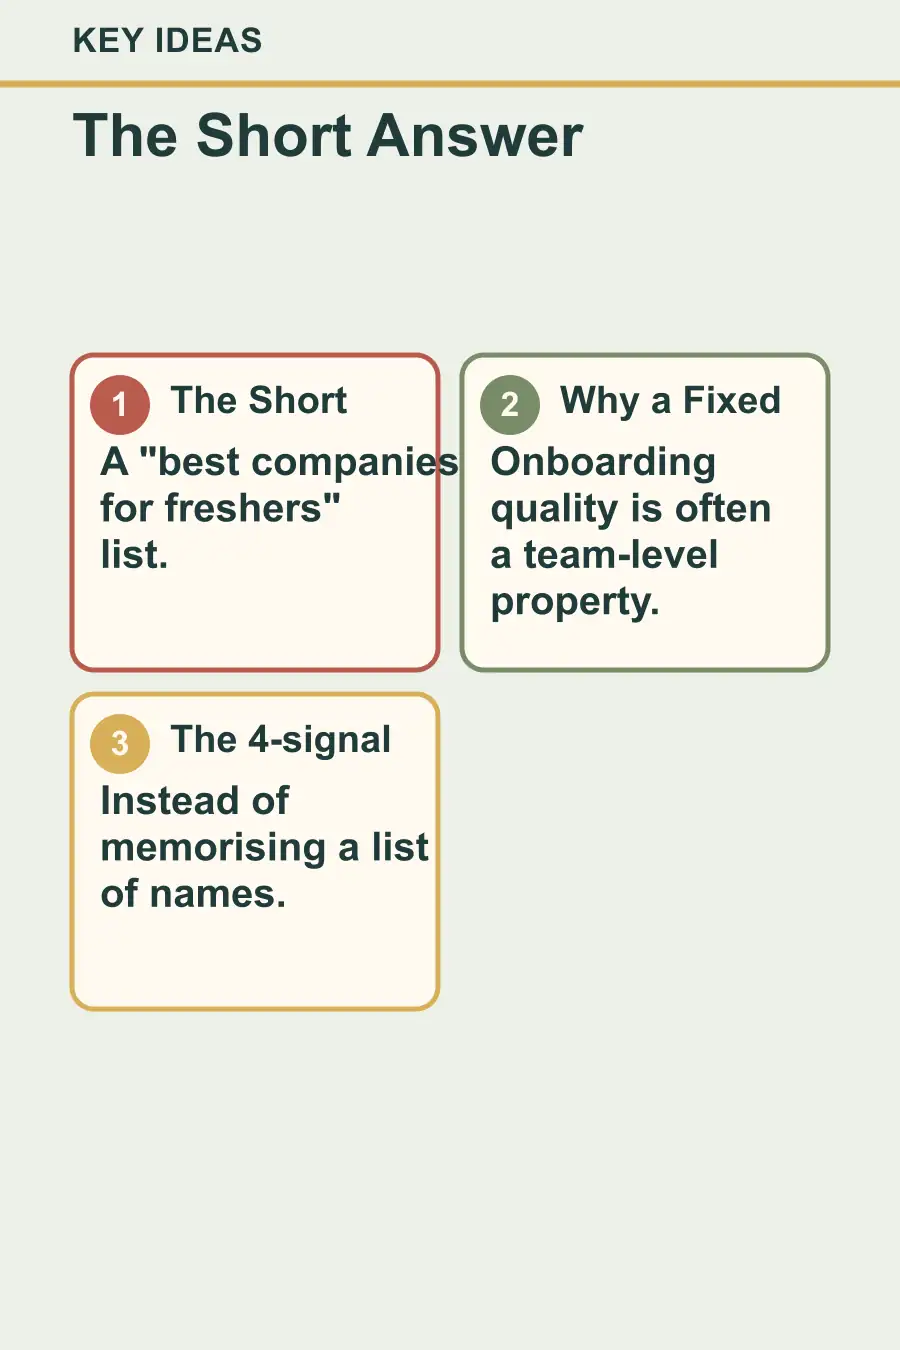 KEY IDEAS
The Short Answer
1
The Short
A "best companies
for freshers"
list.
2
Why a Fixed
Onboarding
quality is often
a team-level
property.
3
The 4-signal
Instead of
memorising a list
of names.